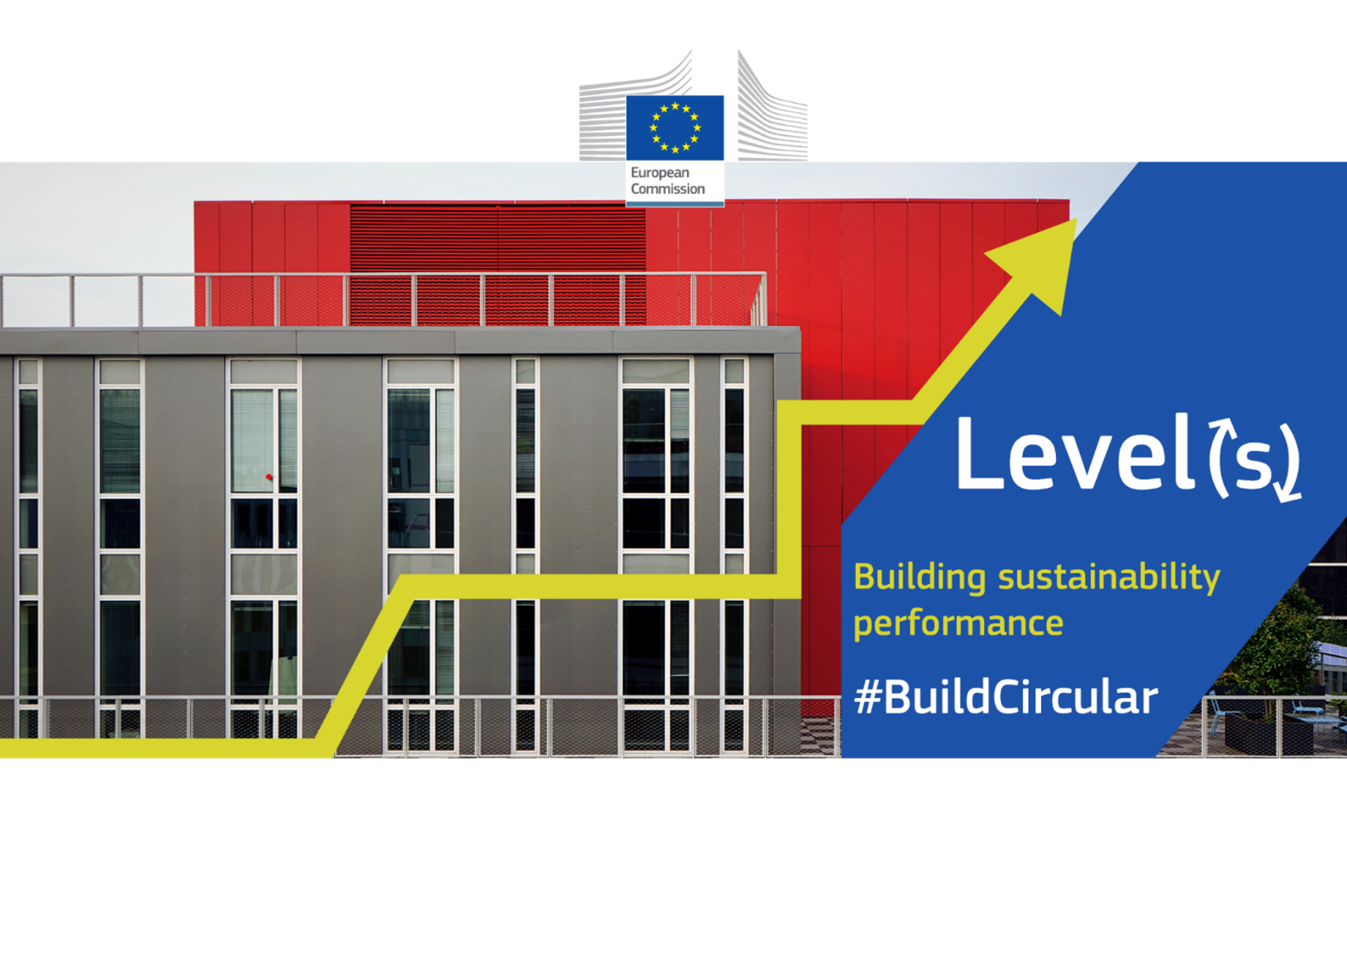 European
Commission
Level(s)
Building sustainability
performance
#BuildCircular